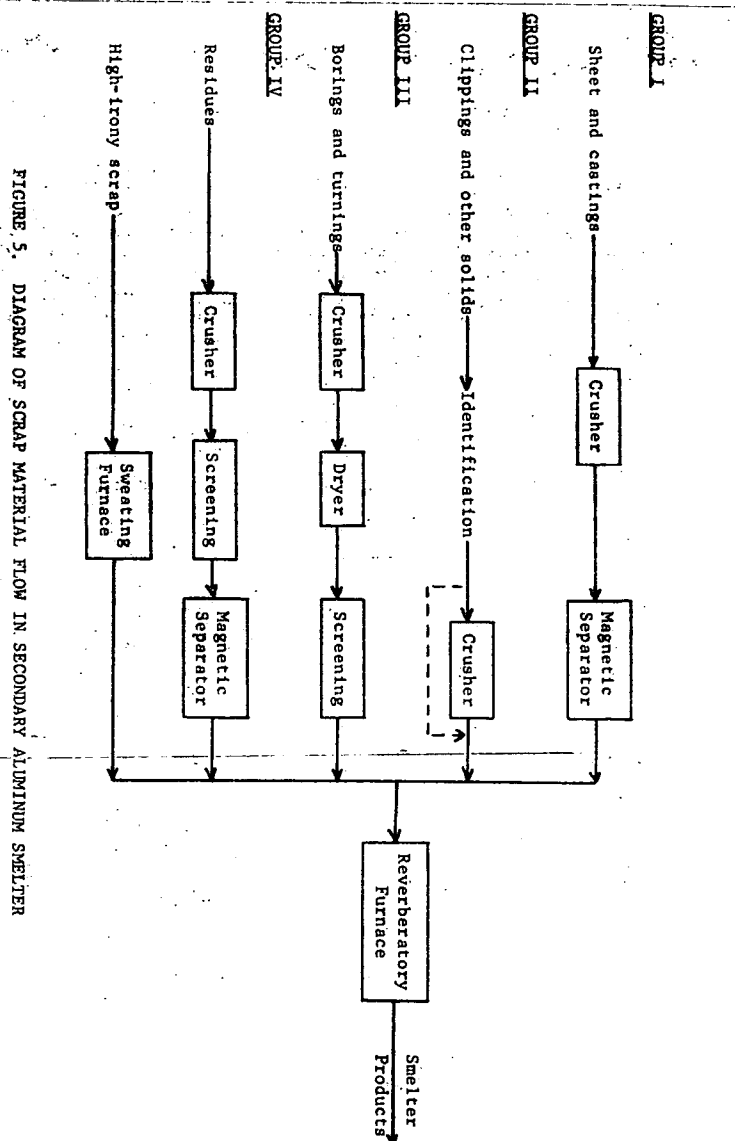 GROUP I
Sheet and castings
Crusher
Magnetic
Separator
GROUP II
Clippings and other solids
Identification
Crusher
GROUP III
Borings and turnings
Crusher
Dryer
Screening
GROUP IV
Residues
Crusher
Screening
Magnetic
Separator
High-irony scrap
Sweating
Furnace
Reverberatory
Furnace
Smelter
Products
FIGURE 5. DIAGRAM OF SCRAP MATERIAL FLOW IN SECONDARY ALUMINUM SMELTER